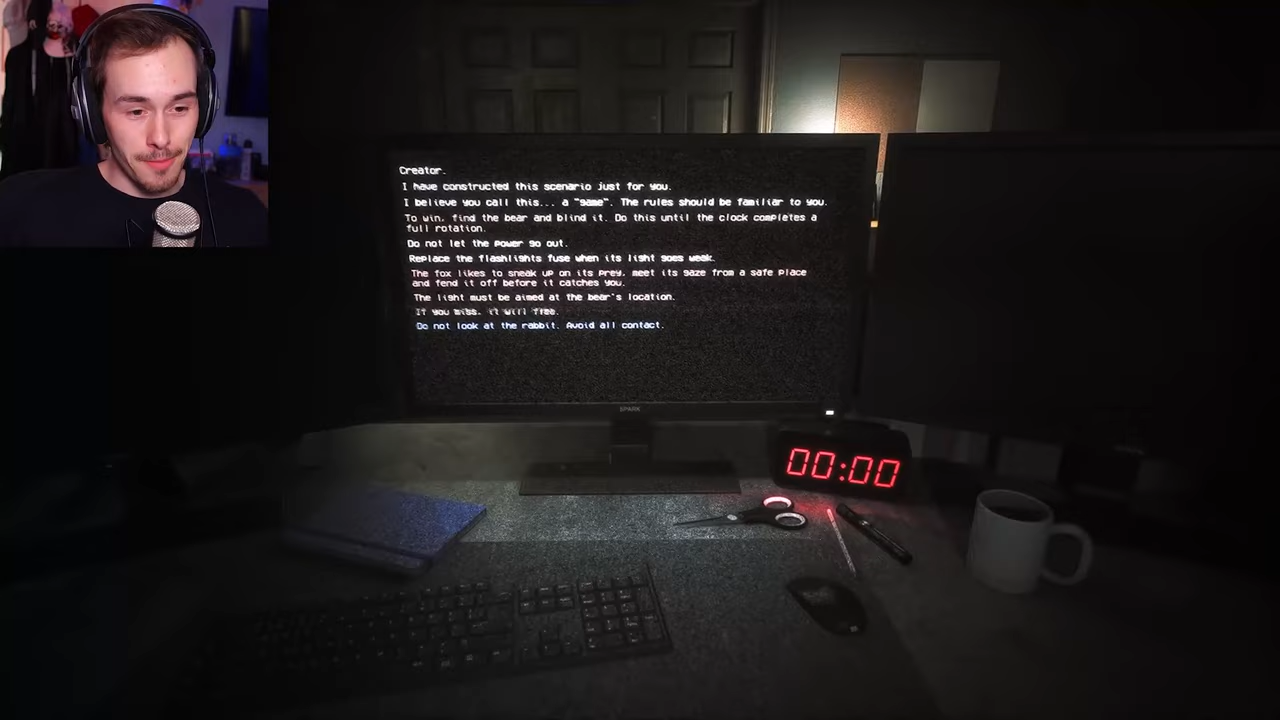 Creator.
I have constructed this scenario just for you.
I believe you call this... a "game". The rules should be familiar to you.
To win, find the bear and blind it. Do this until the clock completes a
full rotation.
Do not let the power go out.
Replace the flashlights fuse when its light goes weak.
The fox likes to sneak up on its prey, meet its gaze from a safe place
and fend it off before it catches you.
The light must be aimed at the bear's location.
If you miss, it will flee.
Do not look at the rabbit. Avoid all contact.
SPARK
00:00